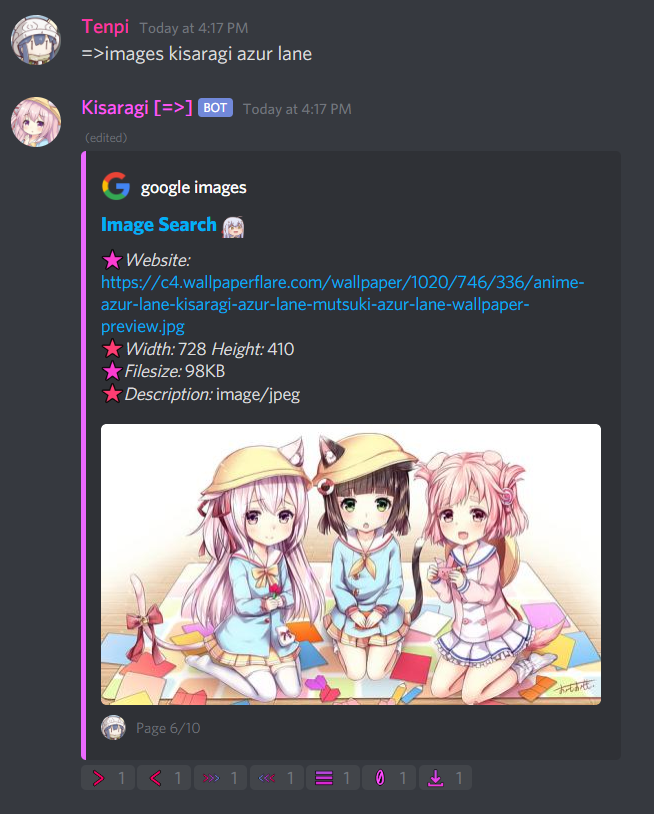 Tenpi Today at 4:17 PM
=>images kisaragi azur lane
Kisaragi [=>] BOT Today at 4:17 PM
(edited)
google images
Image Search
Website:
https://c4.wallpaperflare.com/wallpaper/1020/746/336/anime-
azur-lane-kisaragi-azur-lane-mutsuki-azur-lane-wallpaper-
preview.jpg
Width: 728 Height: 410
Filesize: 98KB
Description: image/jpeg
Page 6/10
1 1 1 1 1 1 1